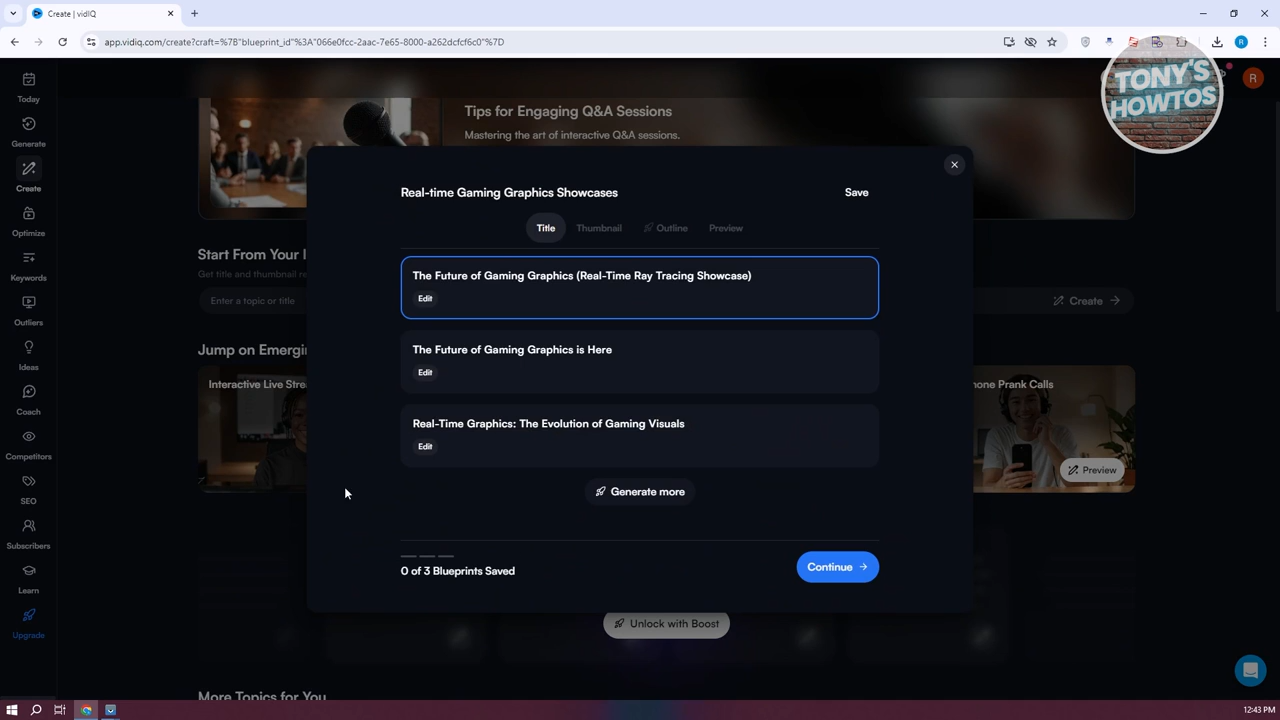 Create | vidIQ
app.vidiq.com/create?craft=%7B"blueprint_id"%3A"066e0fcc-2aac-7e65-8000-a262dcfcf6c0"%7D
R
TONY'S
HOWTOS
R
Today
Generate
Create
Optimize
Keywords
Outliers
Ideas
Coach
Competitors
SEO
Subscribers
Learn
Upgrade
Tips for Engaging Q&A Sessions
Mastering the art of interactive Q&A sessions.
Start From Your I
Get title and thumbnail re
Enter a topic or title
Create
Jump on Emergin
Interactive Live Stre
hone Prank Calls
Preview
Real-time Gaming Graphics Showcases
Save
Title
Thumbnail
Outline
Preview
The Future of Gaming Graphics (Real-Time Ray Tracing Showcase)
Edit
The Future of Gaming Graphics is Here
Edit
Real-Time Graphics: The Evolution of Gaming Visuals
Edit
Generate more
0 of 3 Blueprints Saved
Continue
Unlock with Boost
More Topics for You
12:43 PM